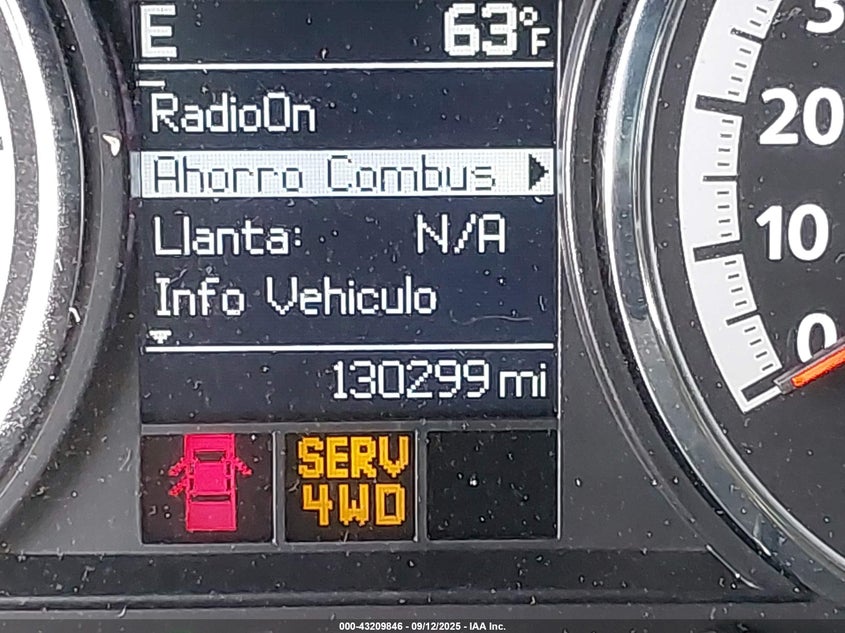 E 63°F
RadioOn
Ahorro Combus
Llanta: N/A
Info Vehiculo
130299 mi
SERV
4WD
20
10
0
000-43209846 - 09/12/2025 - IAA Inc.